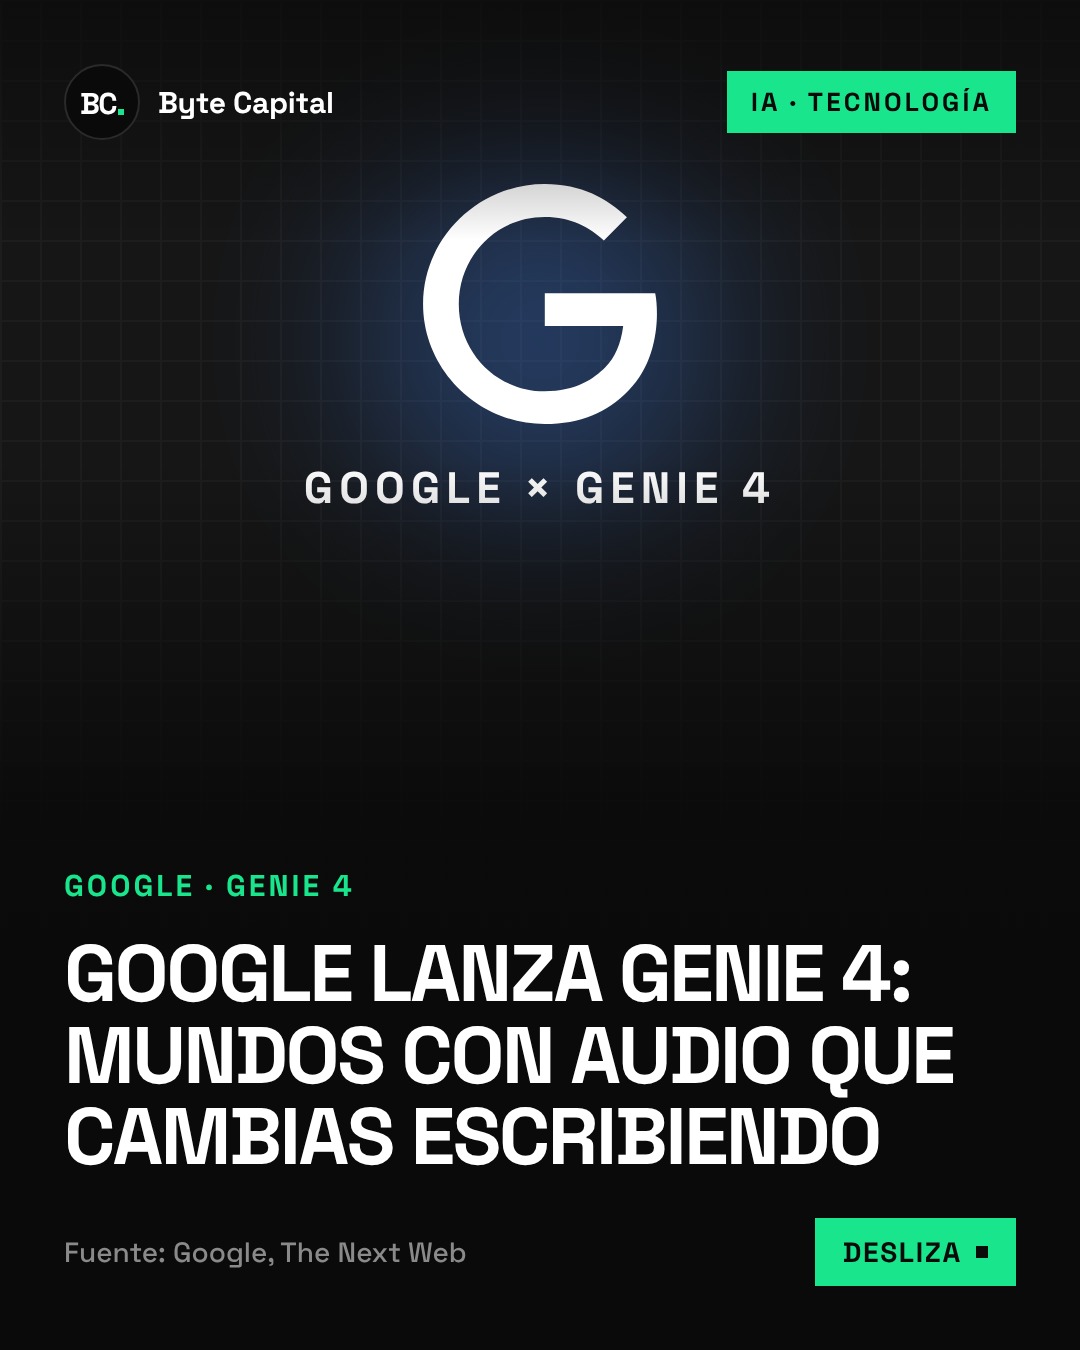 BC.
Byte Capital
IA · TECNOLOGÍA
G
GOOGLE × GENIE 4
GOOGLE · GENIE 4
GOOGLE LANZA GENIE 4:
MUNDOS CON AUDIO QUE
CAMBIAS ESCRIBIENDO
Fuente: Google, The Next Web
DESLIZA